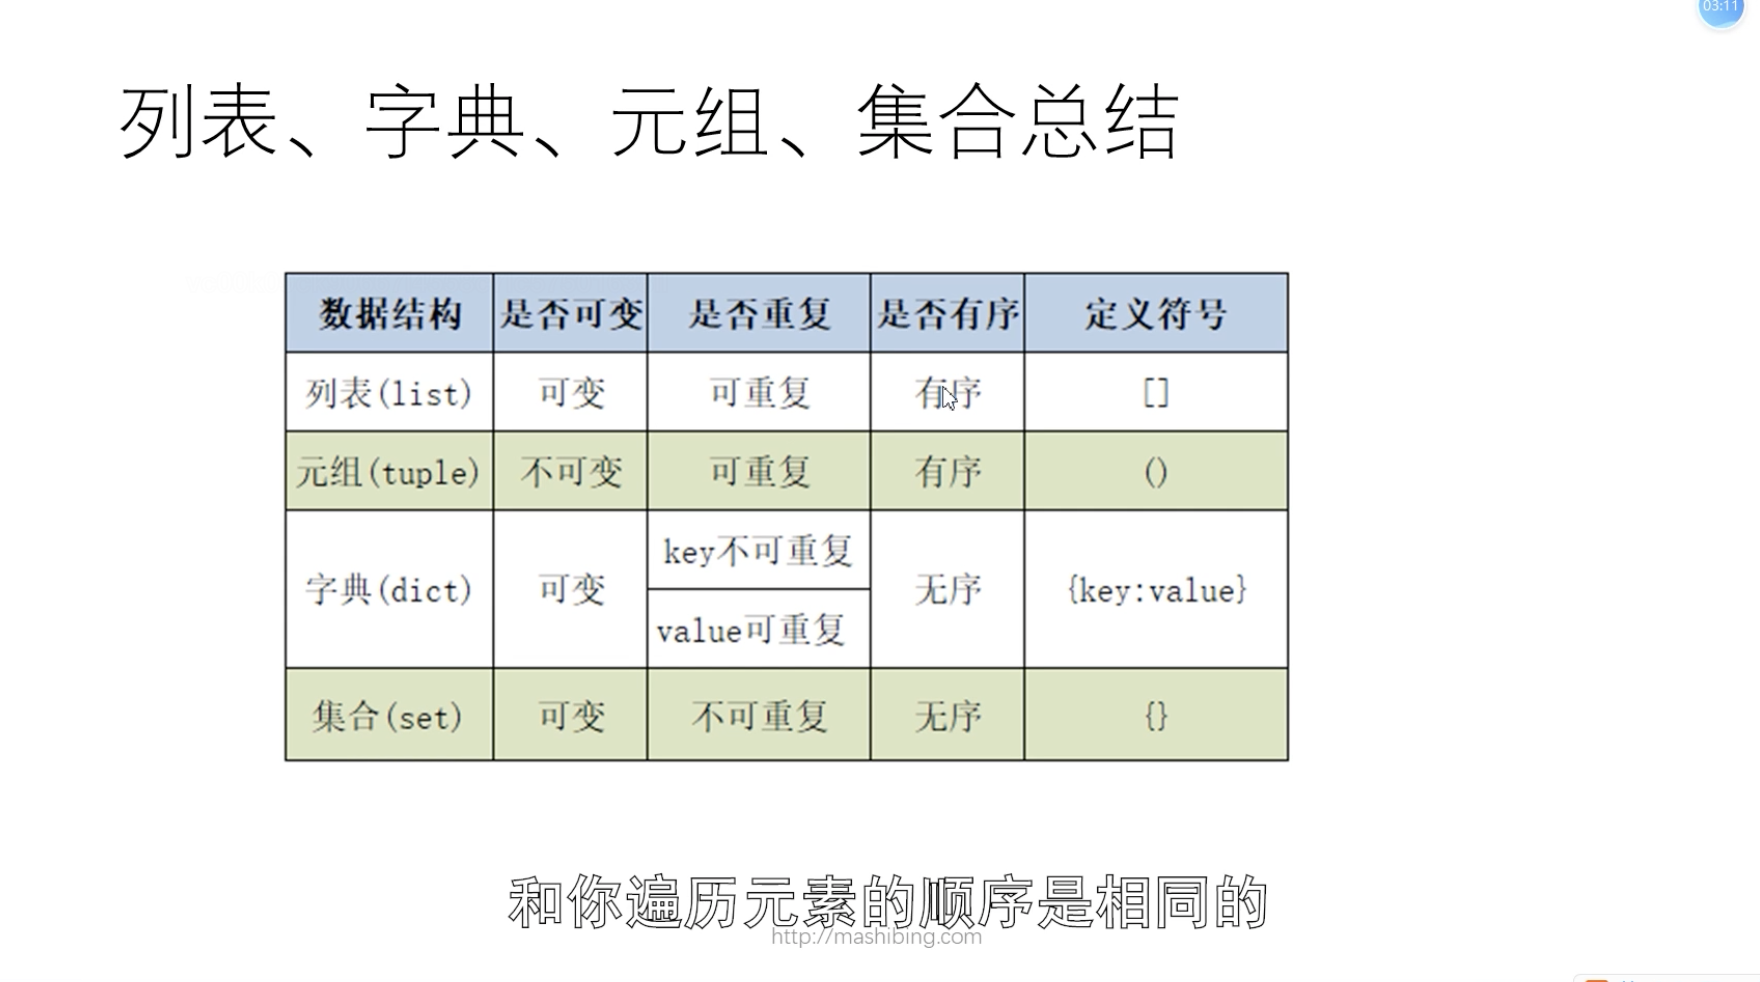 03:11
列表、字典、元组、集合总结
数据结构 是否可变 是否重复 是否有序 定义符号
列表(list) 可变 可重复 有序 []
元组(tuple) 不可变 可重复 有序 ()
key不可重复
字典(dict) 可变 无序 {key:value}
value可重复
集合(set) 可变 不可重复 无序 {}
和你遍历元素的顺序是相同的
http://mashibing.com